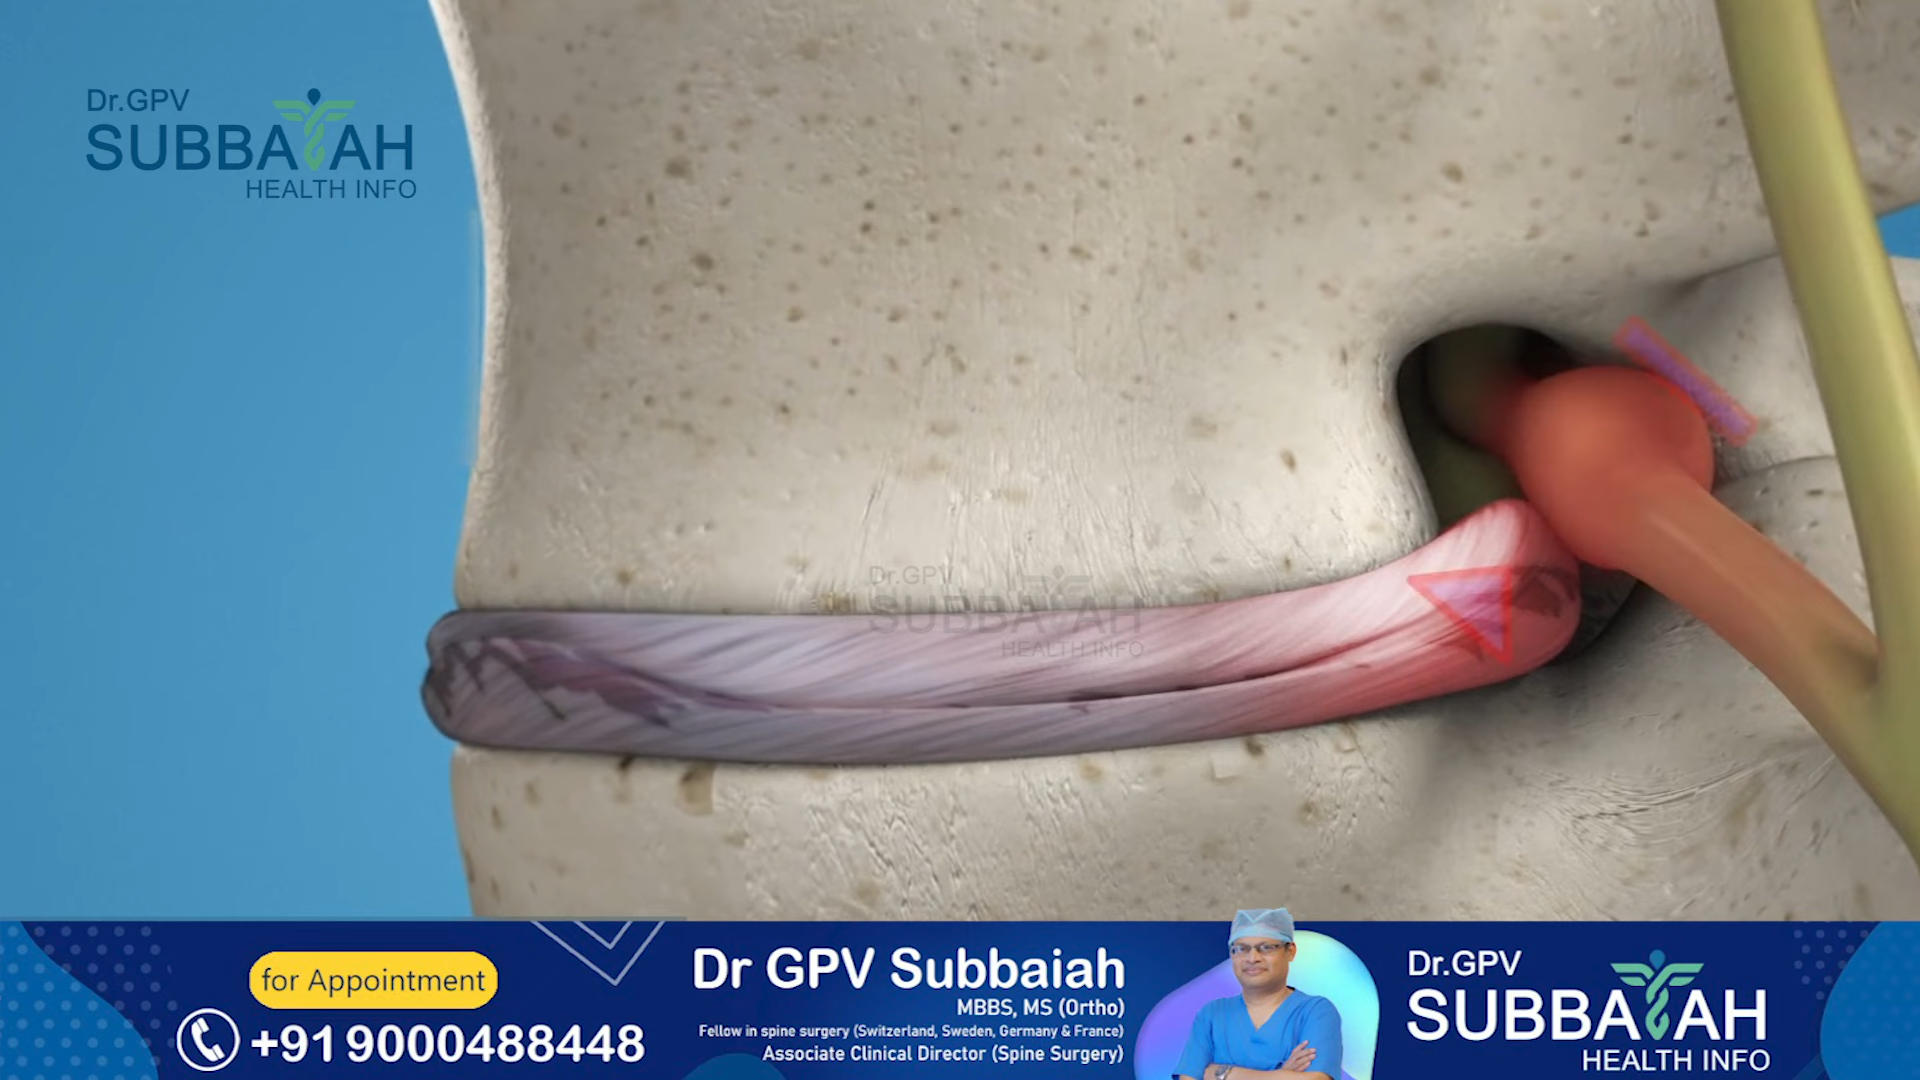 Dr.GPV
SUBBAIAH
HEALTH INFO
Dr.GPV
SUBBAIAH
HEALTH INFO
for Appointment
+91 9000488448
Dr GPV Subbaiah
MBBS, MS (Ortho)
Fellow in spine surgery (Switzerland, Sweden, Germany & France)
Associate Clinical Director (Spine Surgery)
Dr.GPV
SUBBAIAH
HEALTH INFO